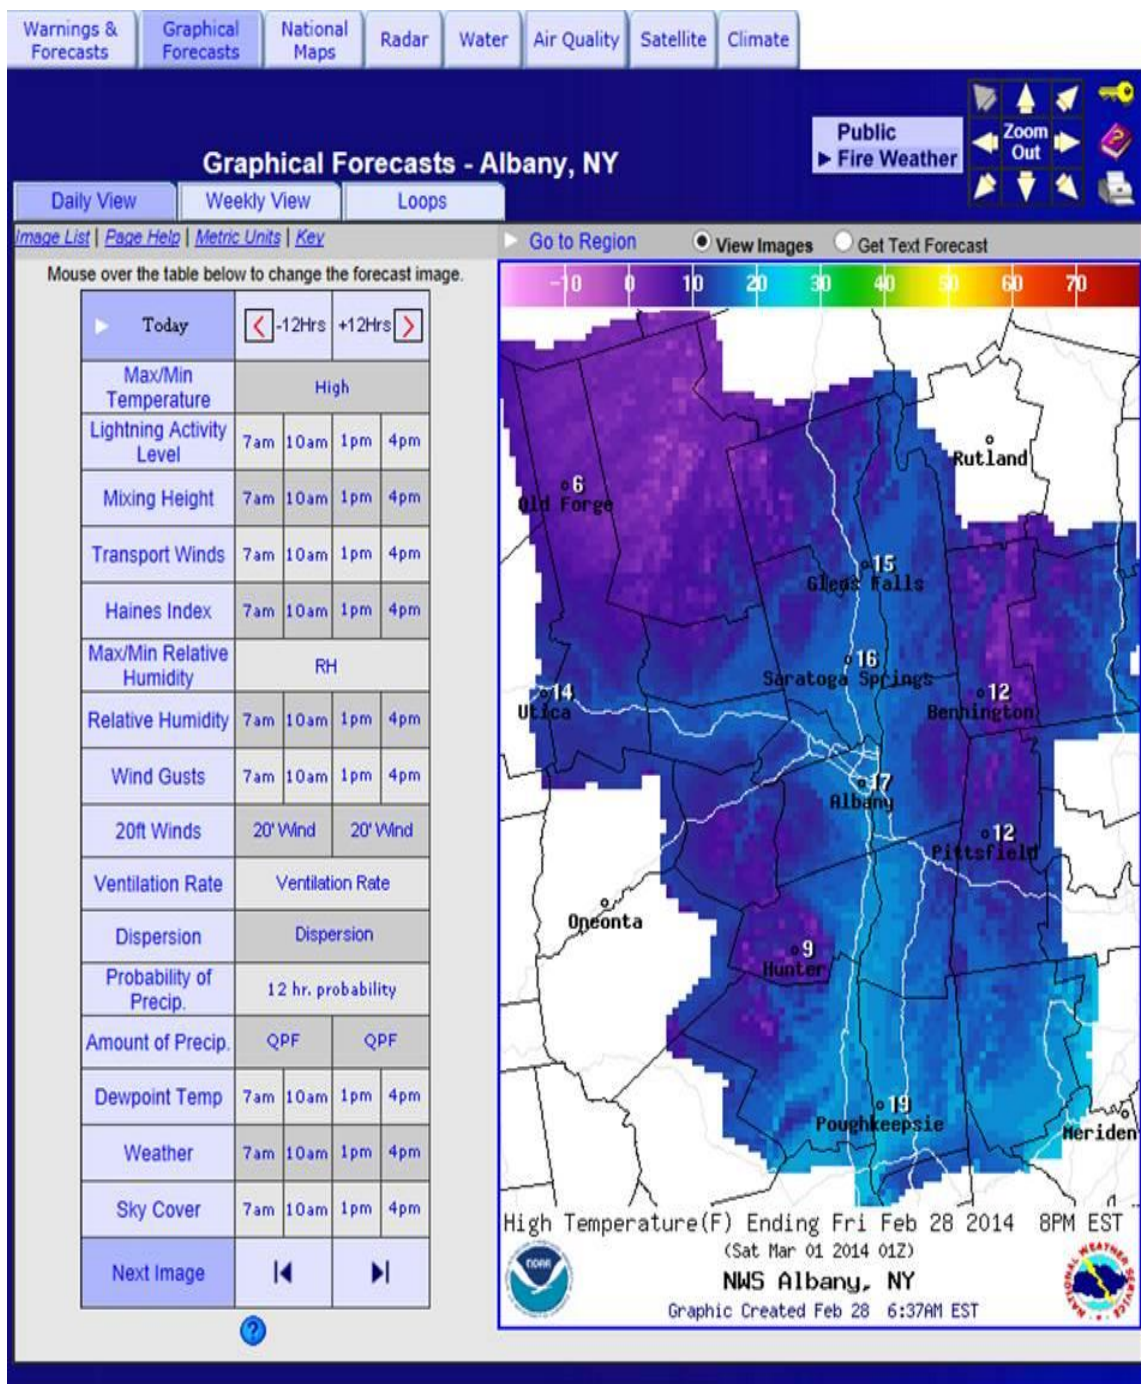 Warnings &
Forecasts
Graphical
Forecasts
National
Maps
Radar
Water
Air Quality
Satellite
Climate
Graphical Forecasts - Albany, NY
Public
Fire Weather
Zoom
Out
Daily View
Weekly View
Loops
Image List | Page Help | Metric Units | Key
Go to Region
View Images
Get Text Forecast
Mouse over the table below to change the forecast image.
-10 0 10 20 30 40 50 60 70
Today
-12Hrs +12Hrs
Max/Min
Temperature
High
Lightning Activity
Level
7am 10am 1pm 4pm
Mixing Height 7am 10am 1pm 4pm
Transport Winds 7am 10am 1pm 4pm
Haines Index 7am 10am 1pm 4pm
Max/Min Relative
Humidity
RH
Relative Humidity 7am 10am 1pm 4pm
Wind Gusts 7am 10am 1pm 4pm
20ft Winds 20' Wind 20' Wind
Ventilation Rate Ventilation Rate
Dispersion Dispersion
Probability of
Precip.
12 hr. probability
Amount of Precip. QPF QPF
Dewpoint Temp 7am 10am 1pm 4pm
Weather 7am 10am 1pm 4pm
Sky Cover 7am 10am 1pm 4pm
Next Image
Rutland
6
Old Forge
15
Glens Falls
16
Saratoga Springs
14
Utica
12
Bennington
17
Albany
12
Pittsfield
Oneonta
9
Hunter
19
Poughkeepsie
Meriden
High Temperature(F) Ending Fri Feb 28 2014 8PM EST
(Sat Mar 01 2014 01Z)
NWS Albany, NY
Graphic Created Feb 28 6:37AM EST
NOAA
NATIONAL WEATHER SERVICE